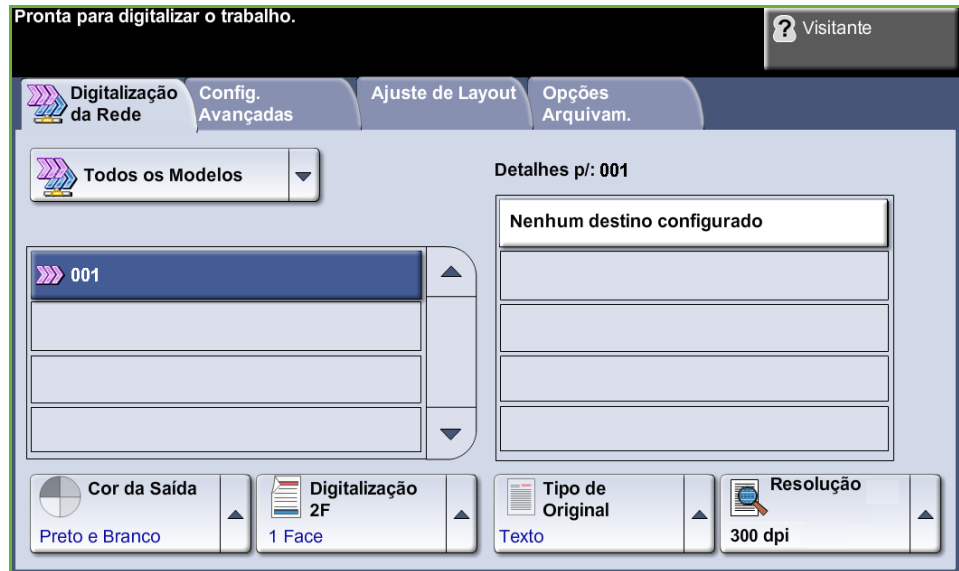 Pronta para digitalizar o trabalho.
? Visitante
Digitalização
da Rede
Config.
Avançadas
Ajuste de Layout
Opções
Arquivam.
Todos os Modelos
Detalhes p/: 001
Nenhum destino configurado
001
Cor da Saída
Preto e Branco
Digitalização
2F
1 Face
Tipo de
Original
Texto
Resolução
300 dpi